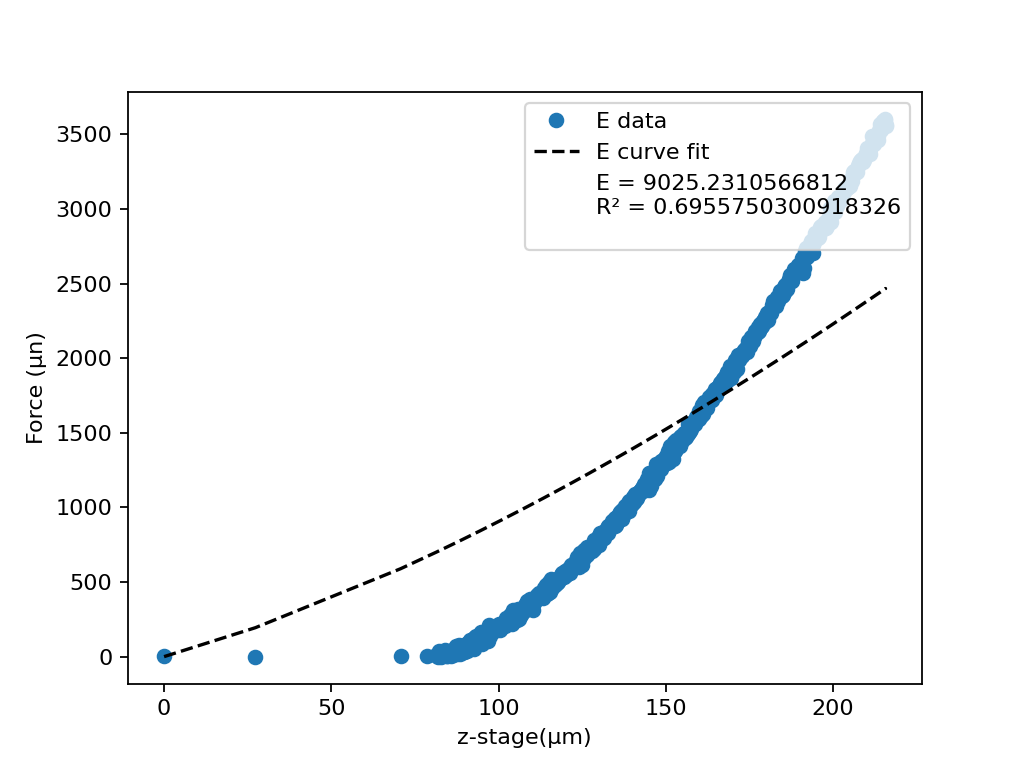 E data
E curve fit
E = 9025.2310566812
R² = 0.6955750300918326
3500
3000
2500
2000
1500
1000
500
0
Force (µn)
0 50 100 150 200
z-stage(µm)